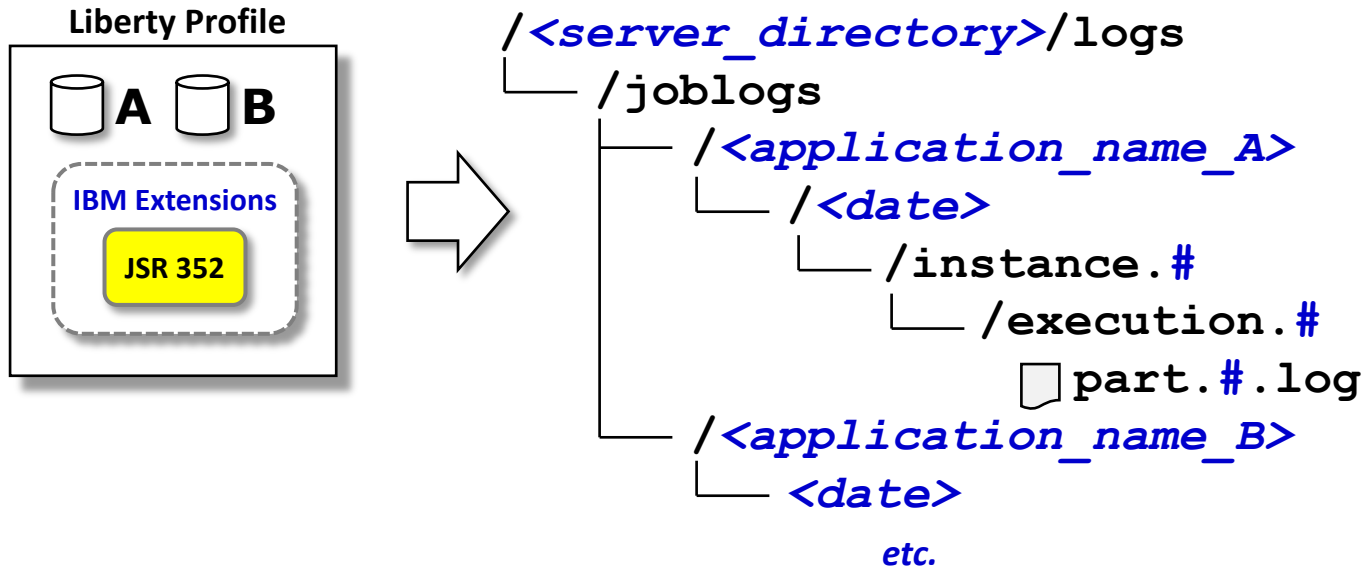 Liberty Profile
A B
IBM Extensions
JSR 352
/<server_directory>/logs
/joblogs
/<application_name_A>
/<date>
/instance.#
/execution.#
part.#.log
/<application_name_B>
<date>
etc.